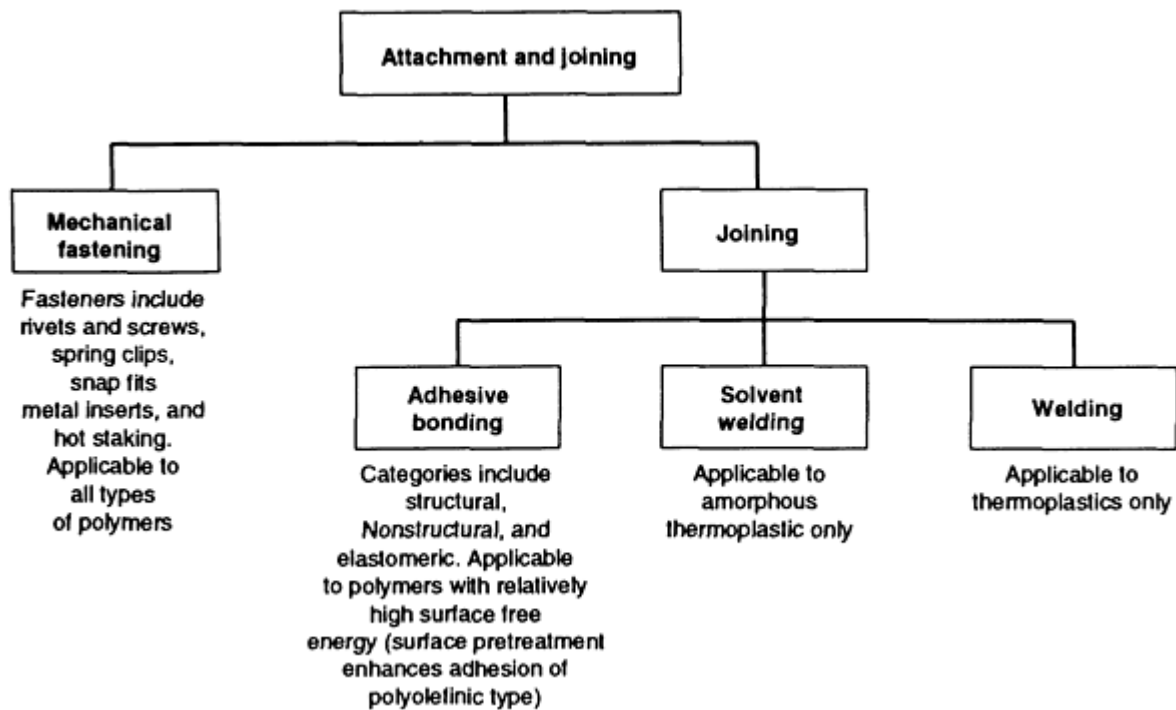 Attachment and joining
Mechanical
fastening
Joining
Fasteners include
rivets and screws,
spring clips,
snap fits
metal inserts, and
hot staking.
Applicable to
all types
of polymers
Adhesive
bonding
Solvent
welding
Welding
Categories include
structural,
Nonstructural, and
elastomeric. Applicable
to polymers with relatively
high surface free
energy (surface pretreatment
enhances adhesion of
polyolefinic type)
Applicable to
amorphous
thermoplastic only
Applicable to
thermoplastics only